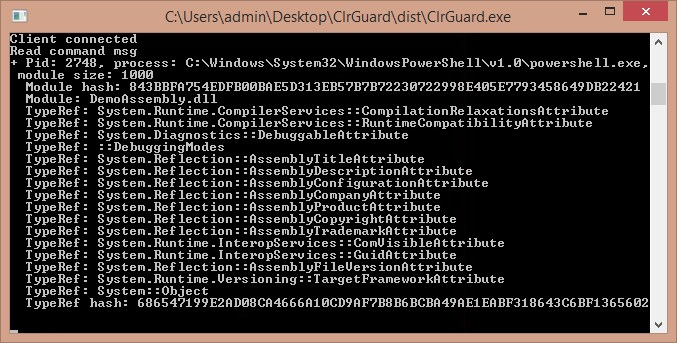 C:\Users\admin\Desktop\ClrGuard\dist\ClrGuard.exe
Client connected
Read command msg
+ Pid: 2748, process: C:\Windows\System32\WindowsPowerShell\v1.0\powershell.exe,
module size: 1000
Module hash: 843BBFA754EDFB00BAE5D313EB57B7B72230722998E405E7793458649DB22421
Module: DemoAssembly.dll
TypeRef: System.Runtime.CompilerServices::CompilationRelaxationsAttribute
TypeRef: System.Runtime.CompilerServices::RuntimeCompatibilityAttribute
TypeRef: System.Diagnostics::DebuggableAttribute
TypeRef: ::DebuggingModes
TypeRef: System.Reflection::AssemblyTitleAttribute
TypeRef: System.Reflection::AssemblyDescriptionAttribute
TypeRef: System.Reflection::AssemblyConfigurationAttribute
TypeRef: System.Reflection::AssemblyCompanyAttribute
TypeRef: System.Reflection::AssemblyProductAttribute
TypeRef: System.Reflection::AssemblyCopyrightAttribute
TypeRef: System.Reflection::AssemblyTrademarkAttribute
TypeRef: System.Runtime.InteropServices::ComVisibleAttribute
TypeRef: System.Runtime.InteropServices::GuidAttribute
TypeRef: System.Reflection::AssemblyFileVersionAttribute
TypeRef: System.Runtime.Versioning::TargetFrameworkAttribute
TypeRef: System::Object
TypeRef hash: 686547199E2AD08CA4666A10CD9AF7B8B6BCBA49AE1EABF318643C6BF1365602